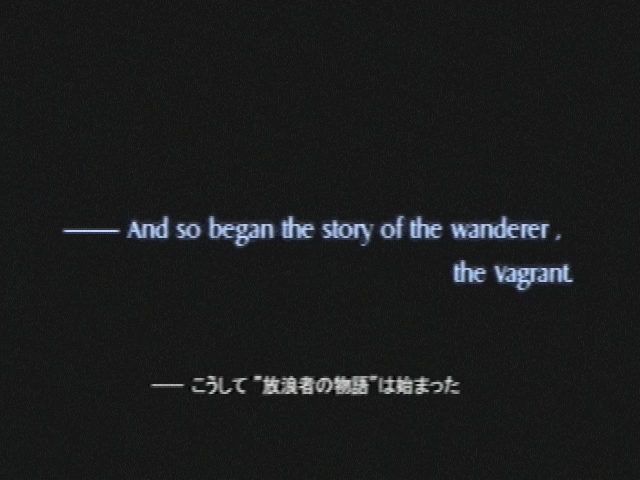 —— And so began the story of the wanderer ,
the Vagrant.
—— こうして "放浪者の物語"は始まった